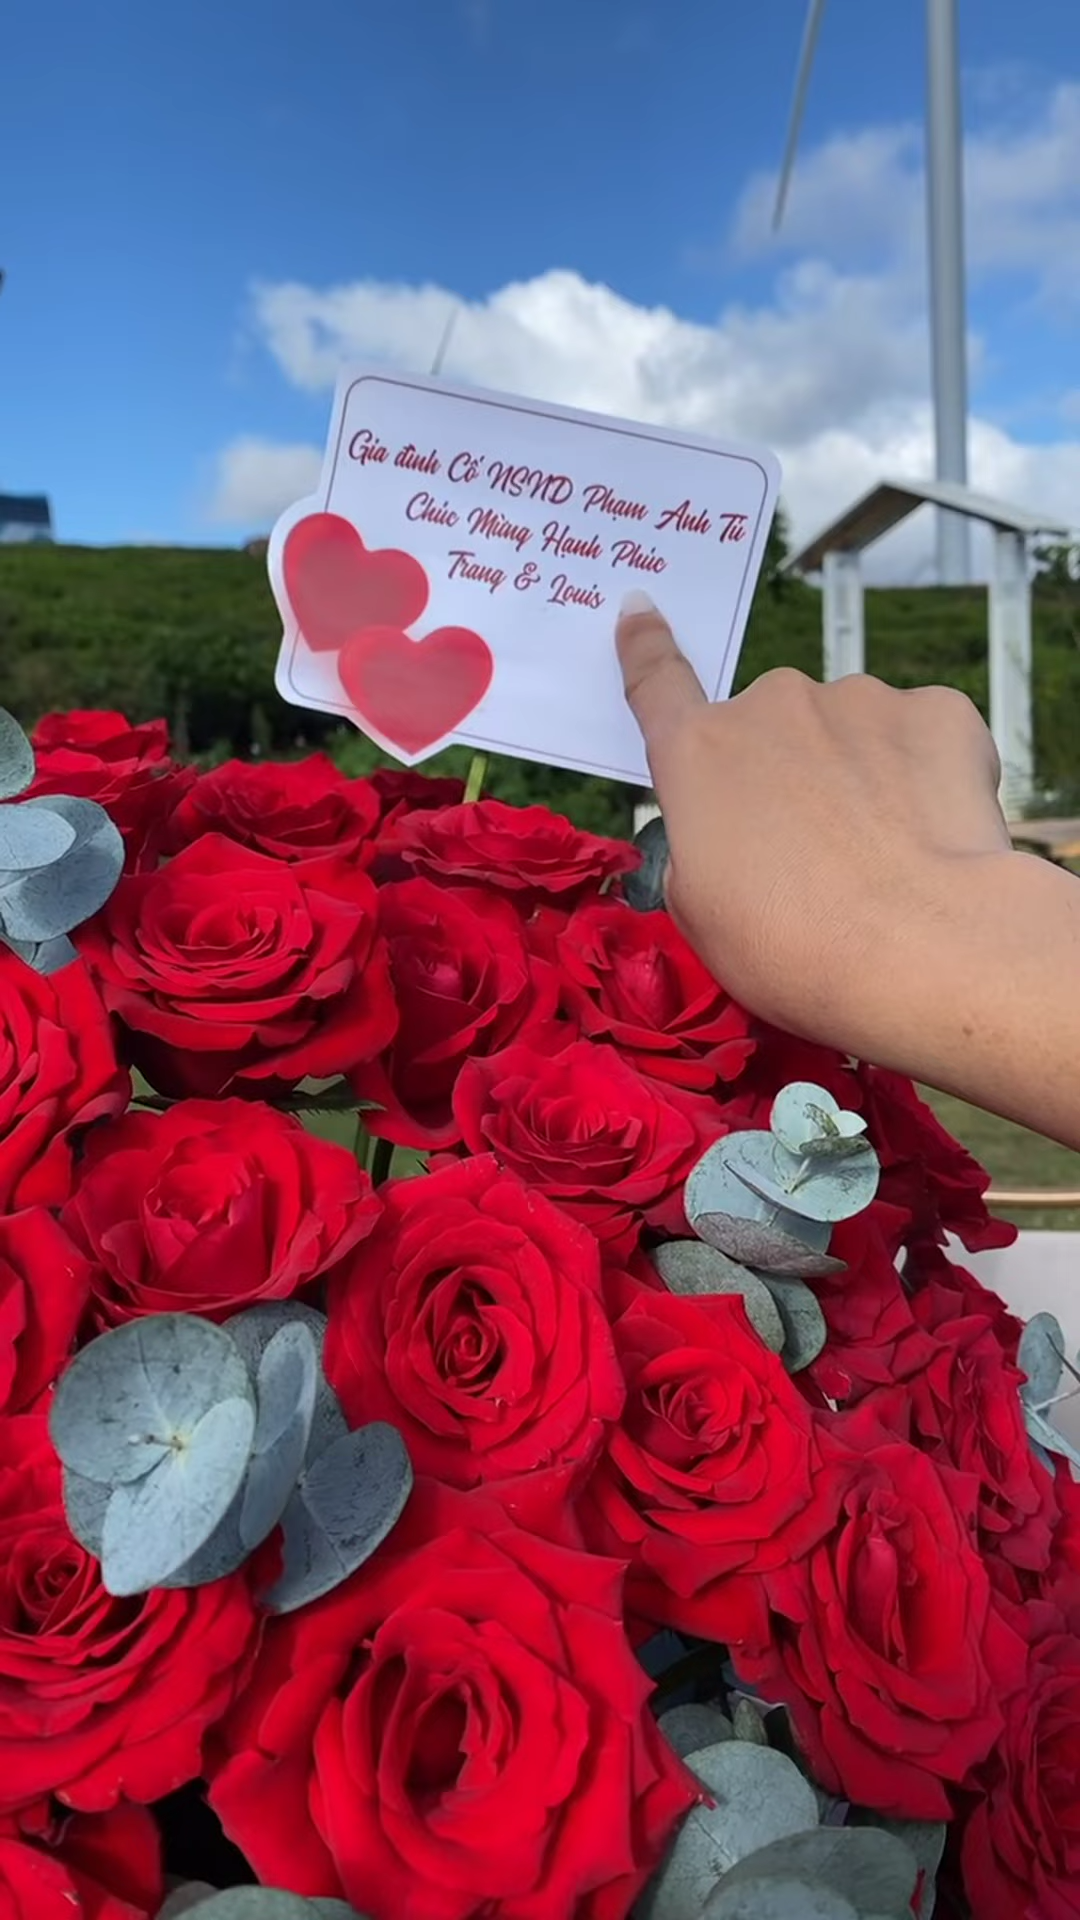 Gia đình Cố NSND Phạm Anh Tú
Chúc Mừng Hạnh Phúc
Trang & Louis